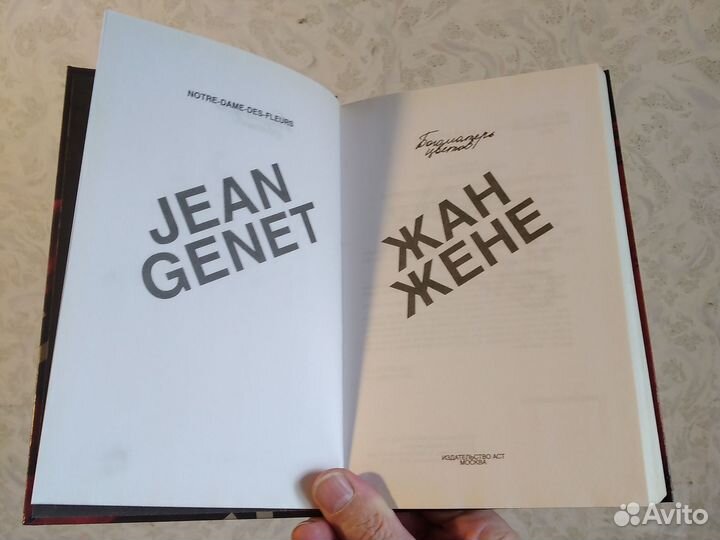 NOTRE-DAME-DES-FLEURS
JEAN
GENET
Богоматерь
цветов
ЖАН
ЖЕНЕ
ИЗДАТЕЛЬСТВО АСТ
МОСКВА
Avito